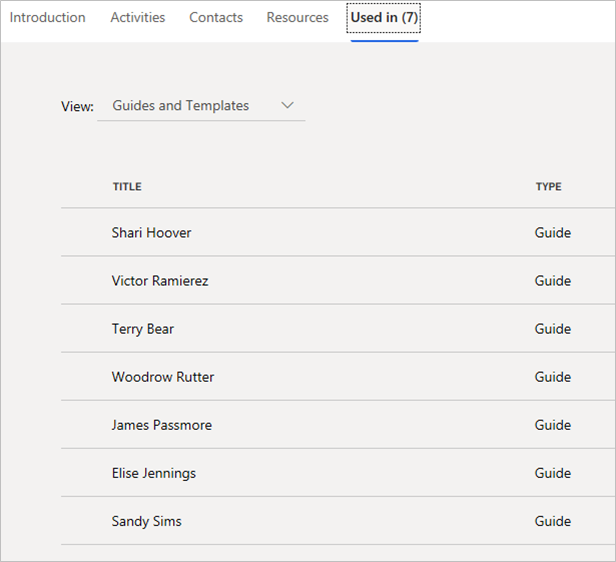 Introduction Activities Contacts Resources Used in (7)
View: Guides and Templates
TITLE TYPE
Shari Hoover Guide
Victor Ramierez Guide
Terry Bear Guide
Woodrow Rutter Guide
James Passmore Guide
Elise Jennings Guide
Sandy Sims Guide